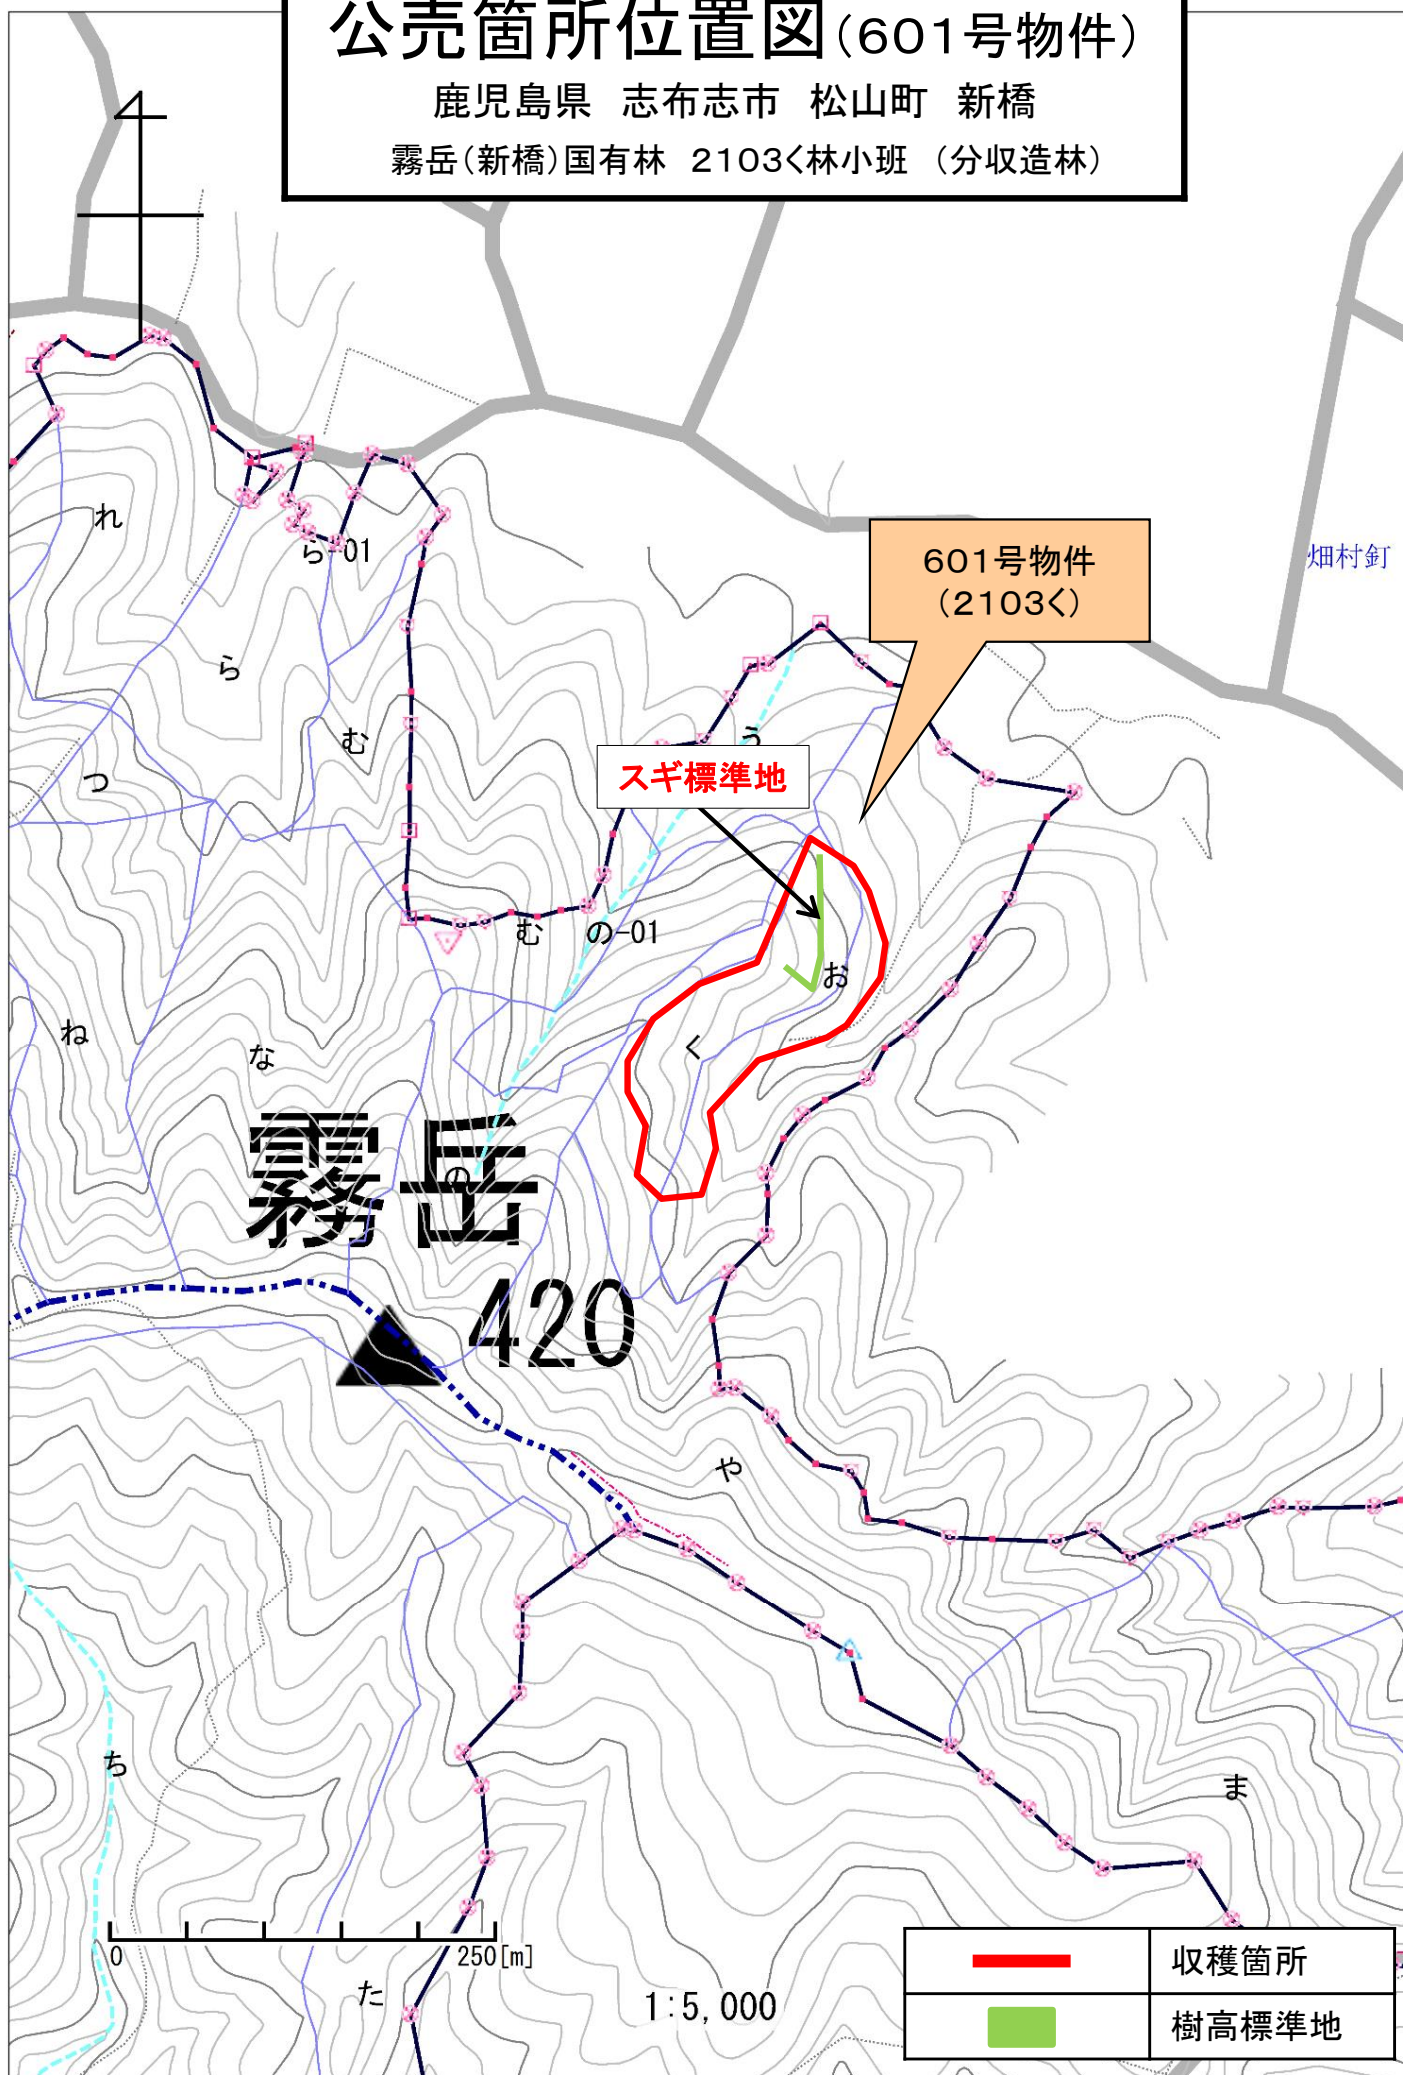 公売箇所位置図(601号物件)
鹿児島県 志布志市 松山町 新橋
霧岳(新橋)国有林 2103く林小班 (分収造林)
れ
ら-01
601号物件
(2103く)
畑村釘
ら
む
う
つ
スギ標準地
む
の-01
お
ね
な
く
霧岳
の
420
や
ち
ま
0
250[m]
た
1:5,000
収穫箇所
樹高標準地